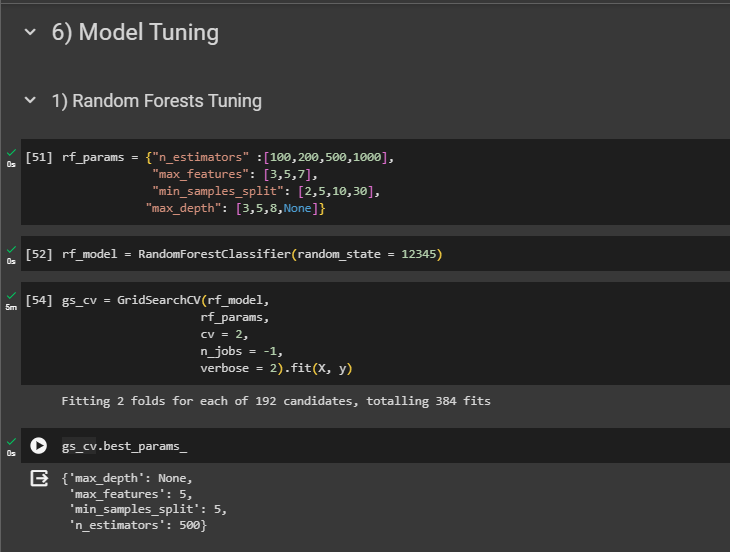 6) Model Tuning
1) Random Forests Tuning
0s
[51] rf_params = {"n_estimators" :[100,200,500,1000],
"max_features": [3,5,7],
"min_samples_split": [2,5,10,30],
"max_depth": [3,5,8,None]}
0s
[52] rf_model = RandomForestClassifier(random_state = 12345)
5m
[54] gs_cv = GridSearchCV(rf_model,
rf_params,
cv = 2,
n_jobs = -1,
verbose = 2).fit(X, y)
Fitting 2 folds for each of 192 candidates, totalling 384 fits
0s
gs_cv.best_params_
{'max_depth': None,
'max_features': 5,
'min_samples_split': 5,
'n_estimators': 500}